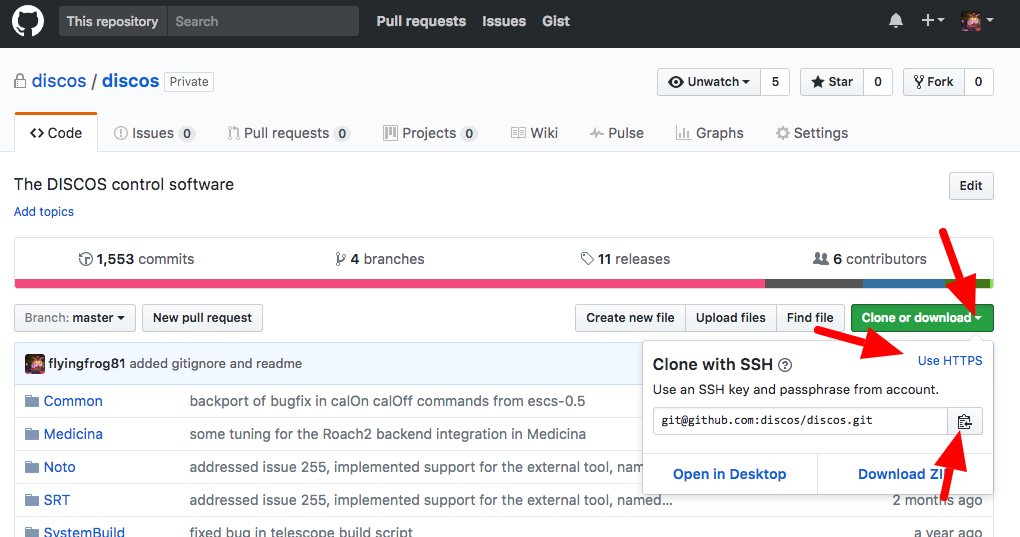 This repository Search Pull requests Issues Gist
discos / discos Private Unwatch 5 Star 0 Fork 0
Code Issues 0 Pull requests 0 Projects 0 Wiki Pulse Graphs Settings
The DISCOS control software Edit
Add topics
1,553 commits 4 branches 11 releases 6 contributors
Branch: master New pull request Create new file Upload files Find file Clone or download
flyingfrog81 added gitignore and readme
Clone with SSH Use HTTPS
Use an SSH key and passphrase from account.
git@github.com:discos/discos.git
Open in Desktop Download
Common backport of bugfix in calOn calOff commands from escs-0.5
Medicina some tuning for the Roach2 backend integration in Medicina
Noto addressed issue 255, implemented support for the external tool,
SRT addressed issue 255, implemented support for the external tool, named... 2 months ago
SystemBuild fixed bug in telescope build script a year ago